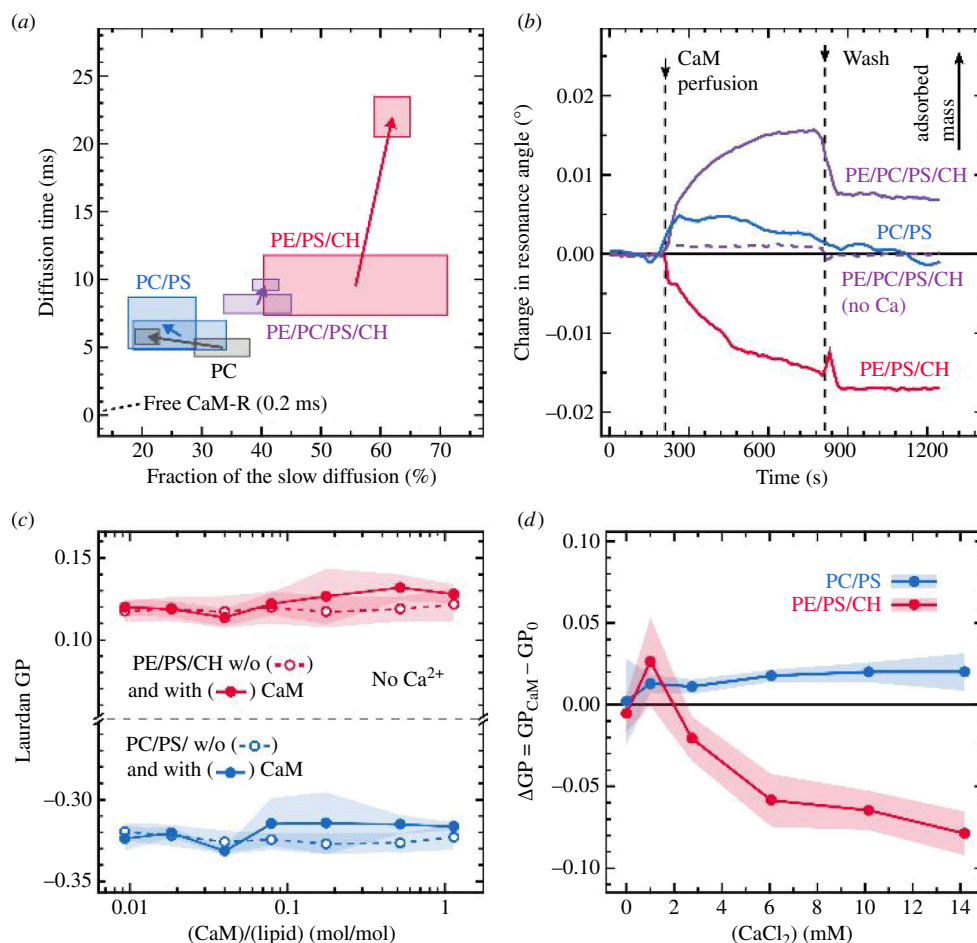 (a)
Diffusion time (ms)
25
20
15
10
5
0
PE/PS/CH
PC/PS
PE/PC/PS/CH
PC
Free CaM-R (0.2 ms)
20 30 40 50 60 70
Fraction of the slow diffusion (%)
(b)
Change in resonance angle (°)
0.02
0.01
0.00
−0.01
−0.02
CaM
perfusion
Wash
adsorbed
mass
PE/PC/PS/CH
PC/PS
PE/PC/PS/CH
(no Ca)
PE/PS/CH
0 300 600 900 1200
Time (s)
(c)
Laurdan GP
0.15
0.10
−0.30
−0.35
PE/PS/CH w/o ( )
and with ( ) CaM
No Ca2+
PC/PS/ w/o ( )
and with ( ) CaM
0.01 0.1 1
(CaM)/(lipid) (mol/mol)
(d)
ΔGP = GPCaM − GP0
0.10
0.05
0.00
−0.05
−0.10
PC/PS
PE/PS/CH
0 2 4 6 8 10 12 14
(CaCl2) (mM)